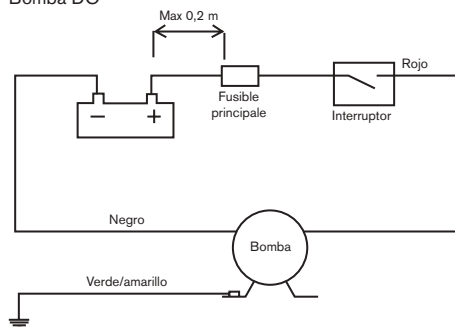 Bomba DC
Max 0,2 m
Rojo
Fusible
principale
Interruptor
Negro
Bomba
Verde/amarillo